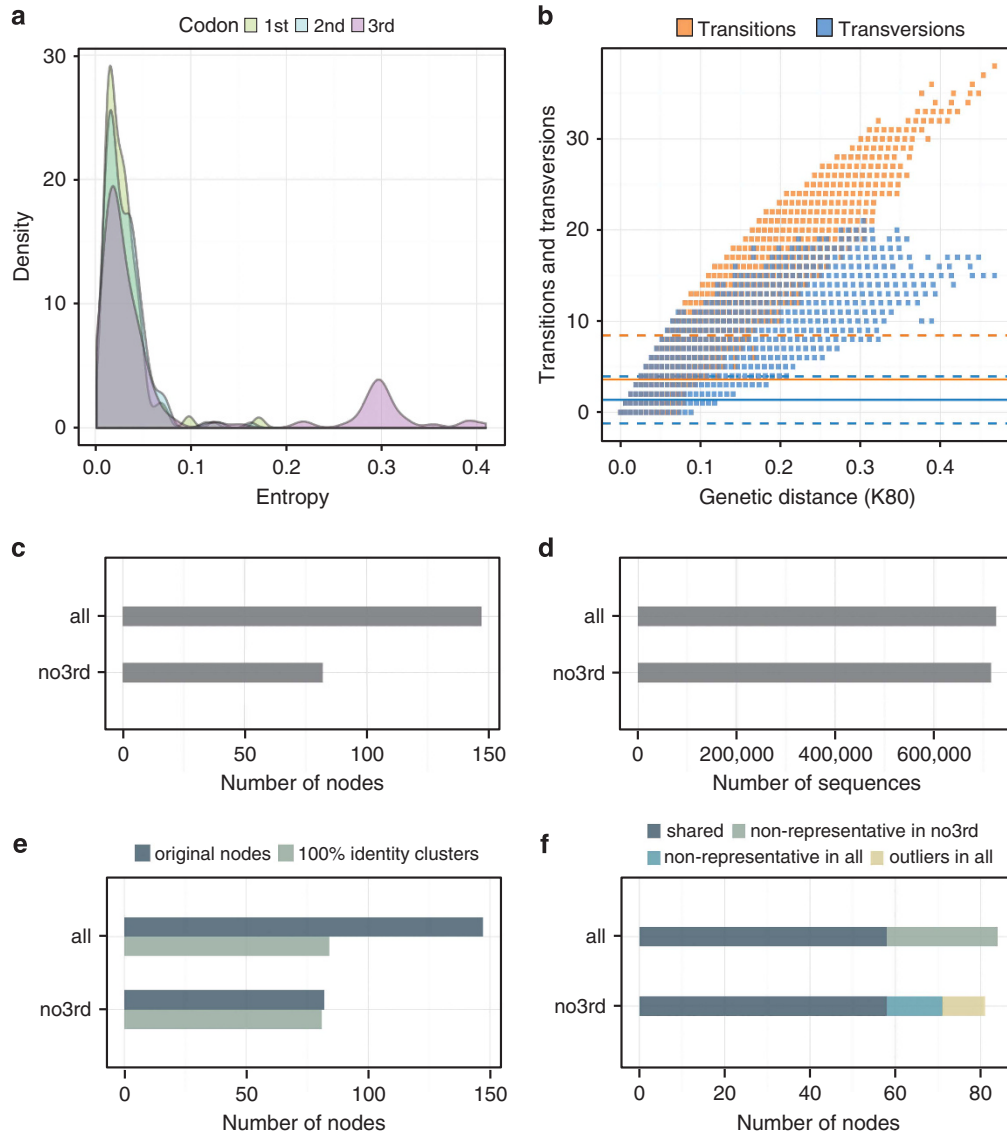 a
Codon 1st 2nd 3rd
30
20
10
0
Density
0.0 0.1 0.2 0.3 0.4
Entropy
b
Transitions Transversions
30
20
10
0
Transitions and transversions
0.0 0.1 0.2 0.3 0.4
Genetic distance (K80)
c
all
no3rd
0 50 100 150
Number of nodes
d
all
no3rd
0 200,000 400,000 600,000
Number of sequences
e
original nodes 100% identity clusters
all
no3rd
0 50 100 150
Number of nodes
f
shared non-representative in no3rd
non-representative in all outliers in all
all
no3rd
0 20 40 60 80
Number of nodes